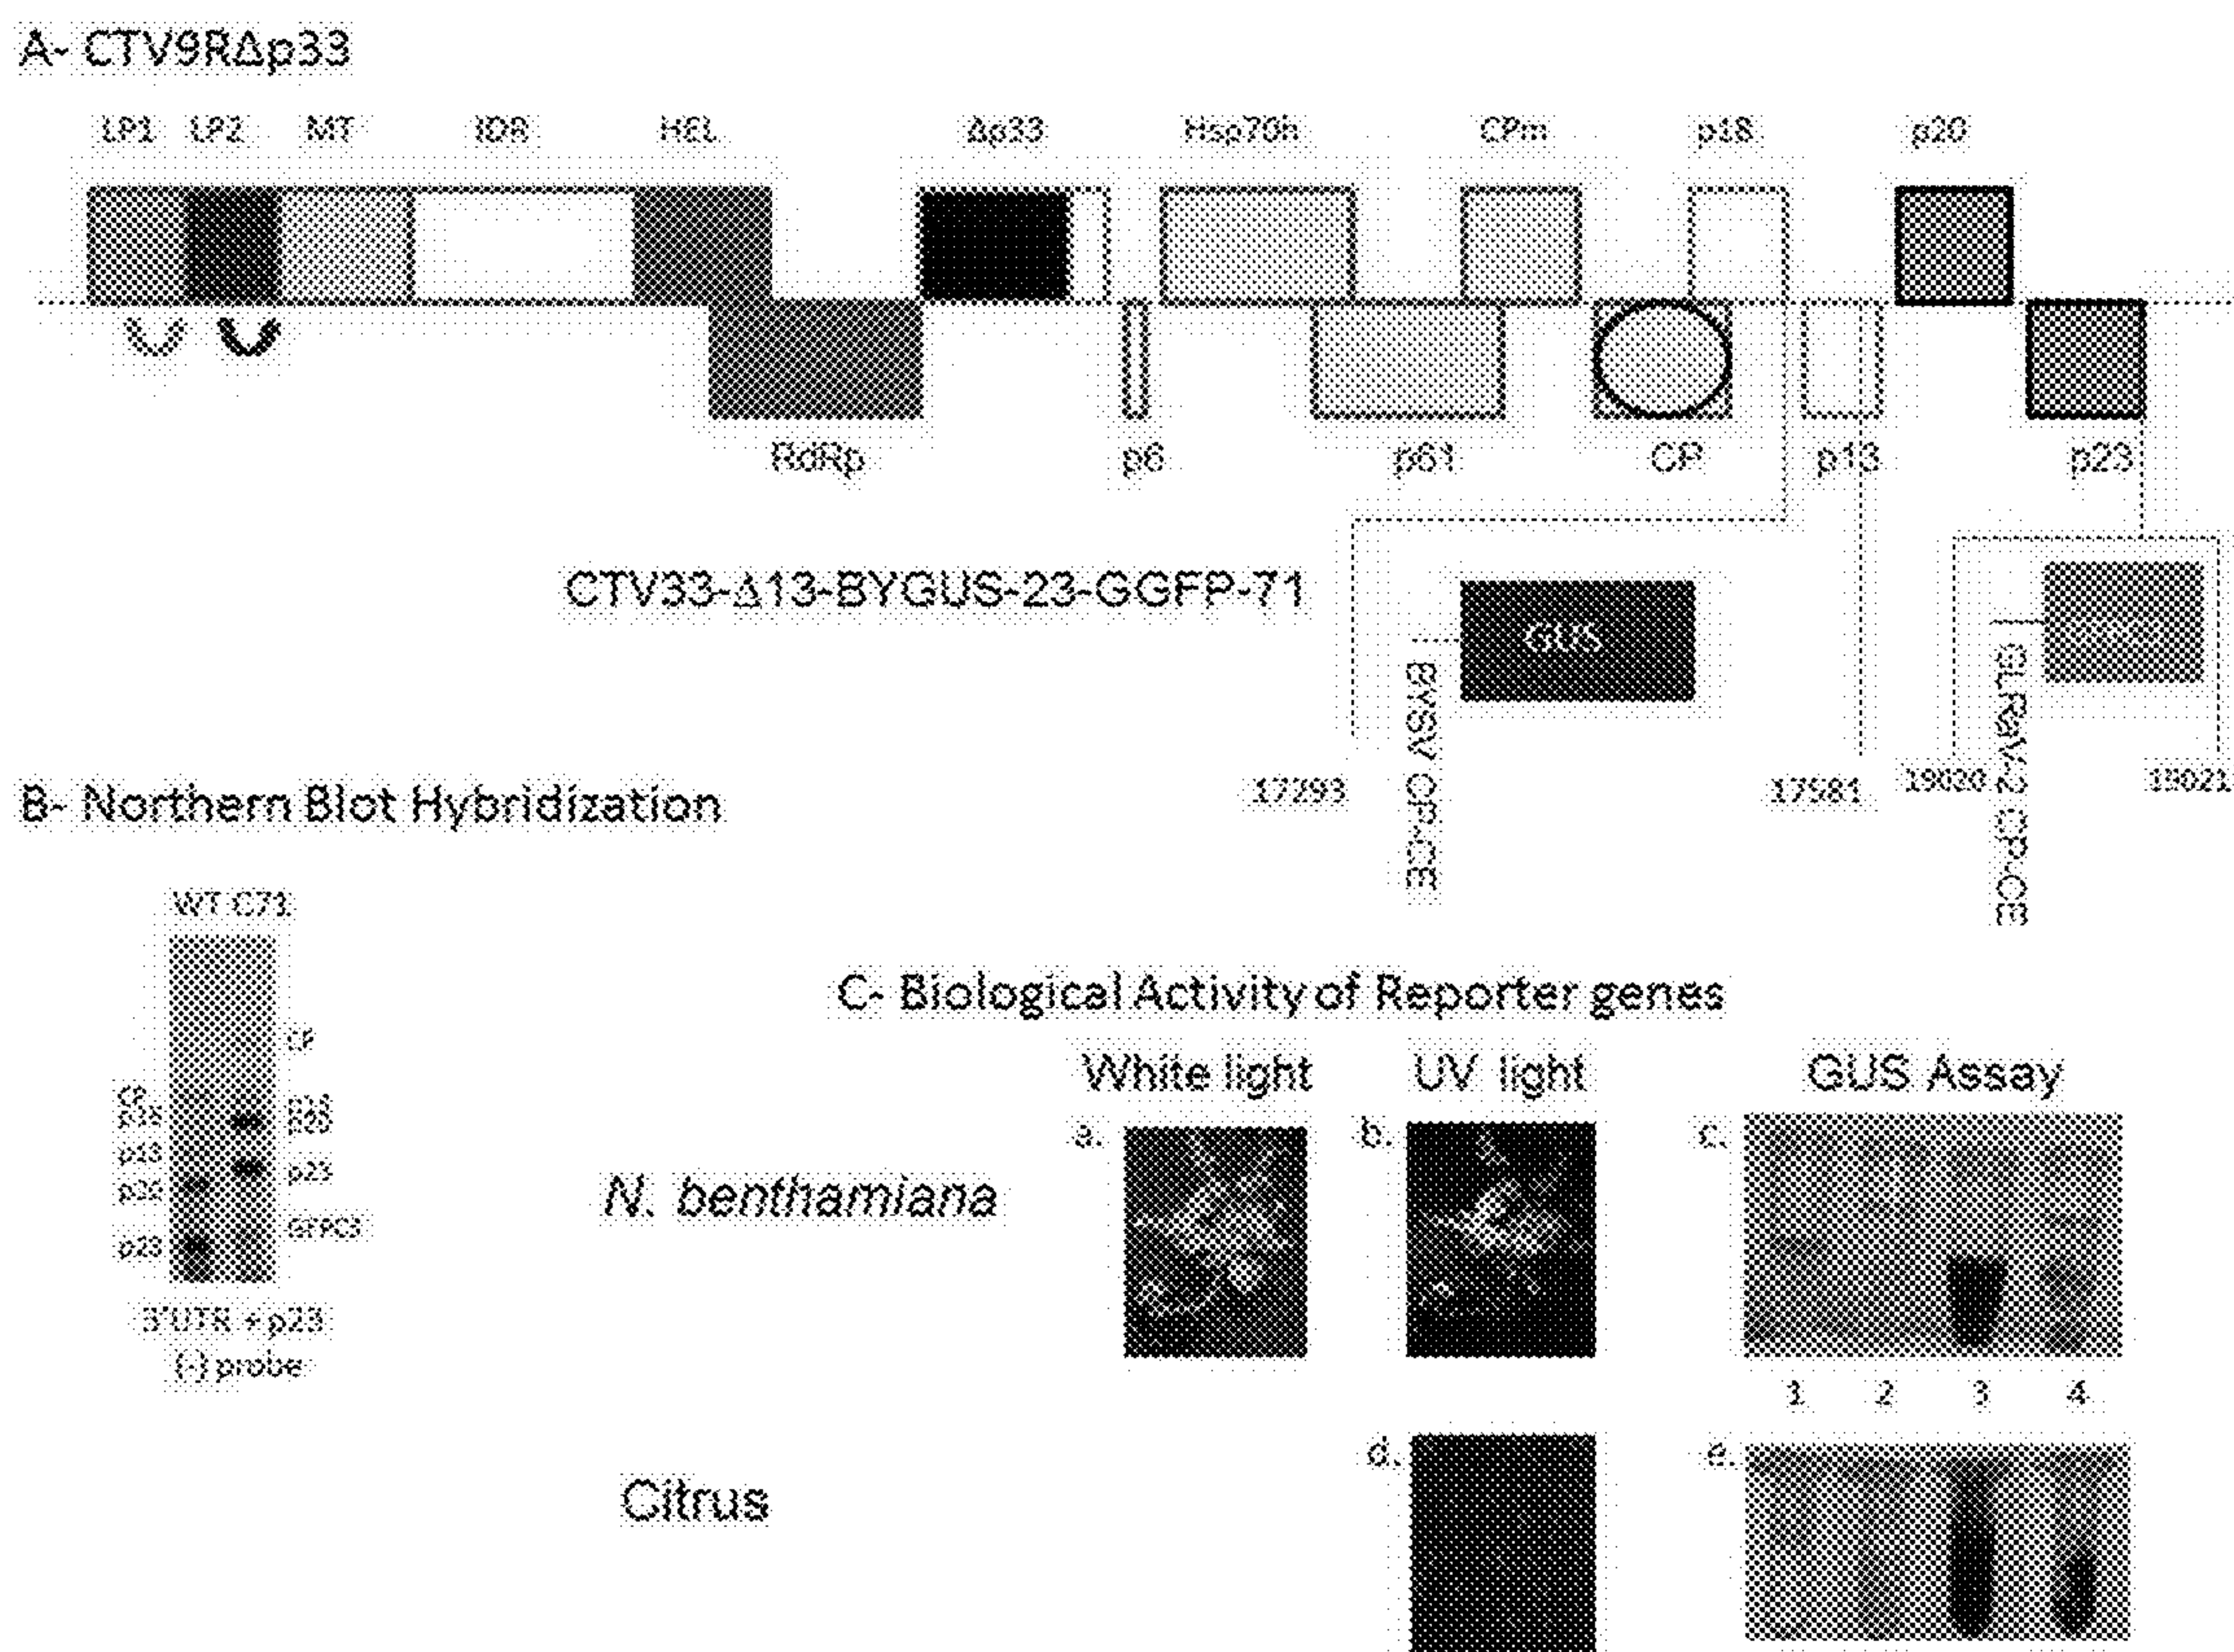 A- CTV9RΔp33
LP1 LP2 MT IDR HEL Δp33 Hsp70h CPm p18 p20
RdRp p6 p61 CP p13 p23
CTV33-Δ13-BYGUS-23-GGFP-71
GUS
BYSV CP-CE
GLRaV-2 CP-CE
17293 17581 19020 19021
B- Northern Blot Hybridization
WT C71
CP
CP
p18
p13
p23
p20
p23
GFPC3
3'UTR + p23
(-) probe
C- Biological Activity of Reporter genes
White light UV light GUS Assay
a. b. c.
N. benthamiana
1 2 3 4
d. e.
Citrus